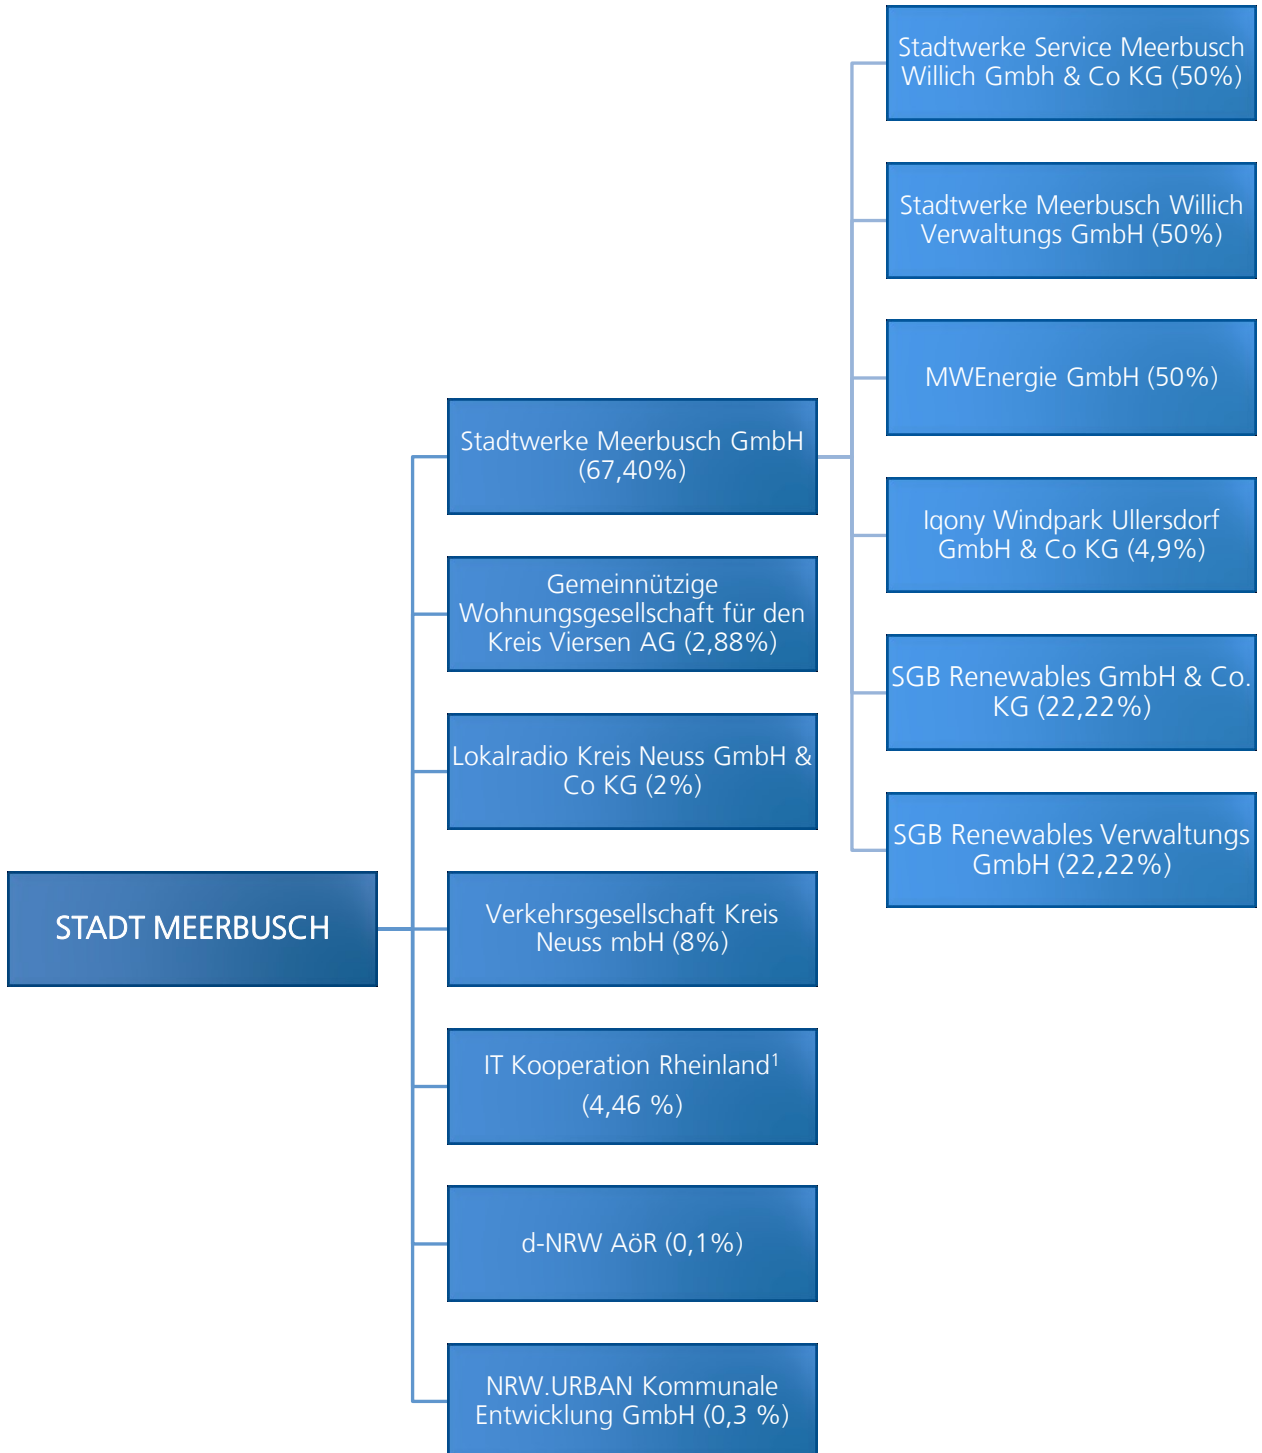 STADT MEERBUSCH
Stadtwerke Meerbusch GmbH
(67,40%)
Stadtwerke Service Meerbusch
Willich Gmbh & Co KG (50%)
Stadtwerke Meerbusch Willich
Verwaltungs GmbH (50%)
MWEnergie GmbH (50%)
Iqony Windpark Ullersdorf
GmbH & Co KG (4,9%)
SGB Renewables GmbH & Co.
KG (22,22%)
SGB Renewables Verwaltungs
GmbH (22,22%)
Gemeinnützige
Wohnungsgesellschaft für den
Kreis Viersen AG (2,88%)
Lokalradio Kreis Neuss GmbH &
Co KG (2%)
Verkehrsgesellschaft Kreis
Neuss mbH (8%)
IT Kooperation Rheinland¹
(4,46 %)
d-NRW AöR (0,1%)
NRW.URBAN Kommunale
Entwicklung GmbH (0,3 %)